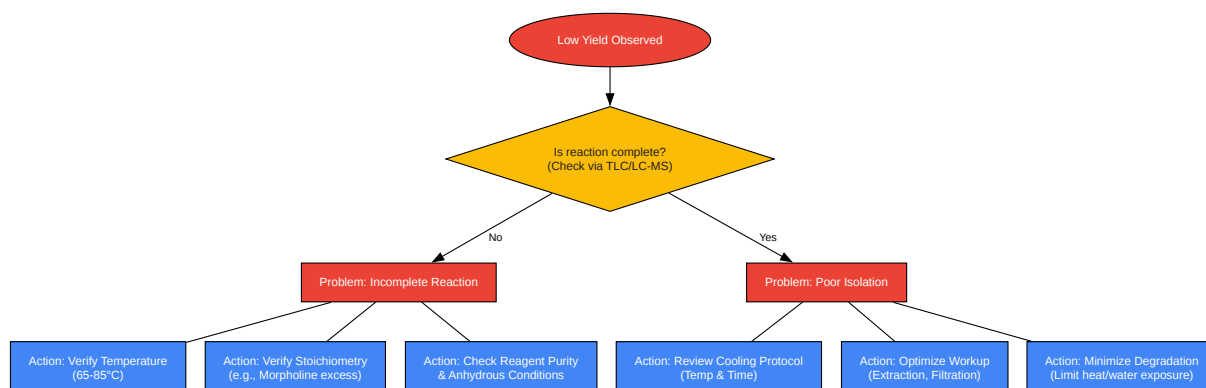 Low Yield Observed
Is reaction complete?
(Check via TLC/LC-MS)
No
Yes
Problem: Incomplete Reaction
Problem: Poor Isolation
Action: Verify Temperature
(65-85°C)
Action: Verify Stoichiometry
(e.g., Morpholine excess)
Action: Check Reagent Purity
& Anhydrous Conditions
Action: Review Cooling Protocol
(Temp & Time)
Action: Optimize Workup
(Extraction, Filtration)
Action: Minimize Degradation
(Limit heat/water exposure)